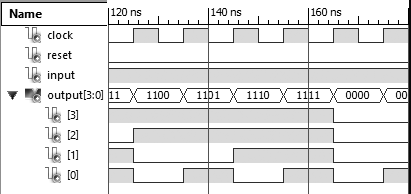 Name 120 ns 140 ns 160 ns
clock
reset
input
output[3:0] 11 1100 1101 1110 1111 0000 00
[3]
[2]
[1]
[0]